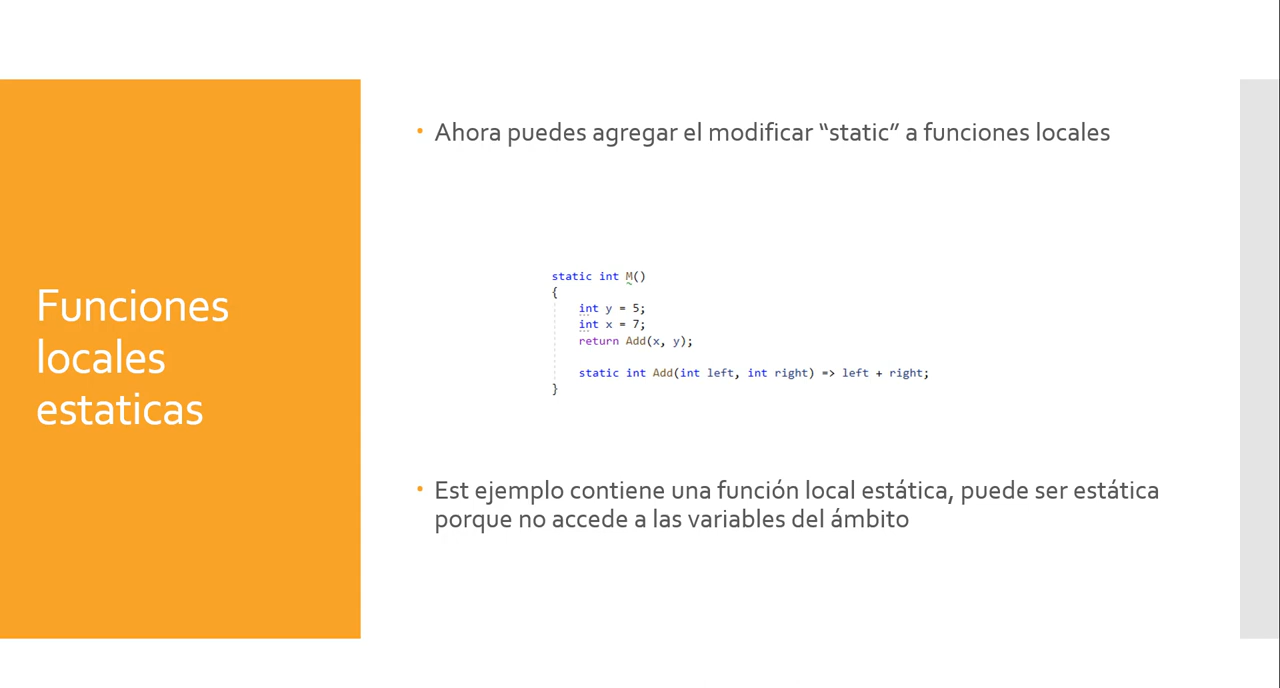 Funciones
locales
estaticas
• Ahora puedes agregar el modificar “static” a funciones locales
static int M()
{
int y = 5;
int x = 7;
return Add(x, y);
static int Add(int left, int right) => left + right;
}
• Est ejemplo contiene una función local estática, puede ser estática
porque no accede a las variables del ámbito